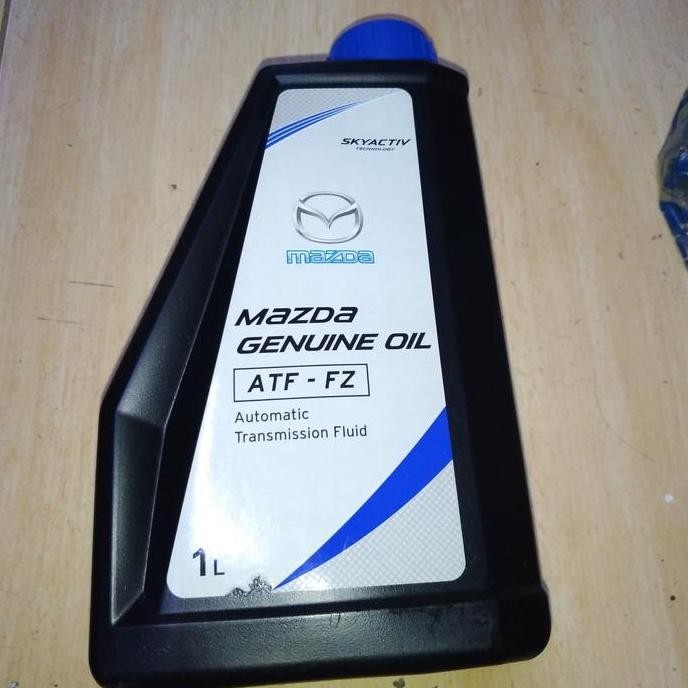 SKYACTIV
TECHNOLOGY
mazda
mazda
GENUINE OIL
ATF - FZ
Automatic
Transmission Fluid
1L